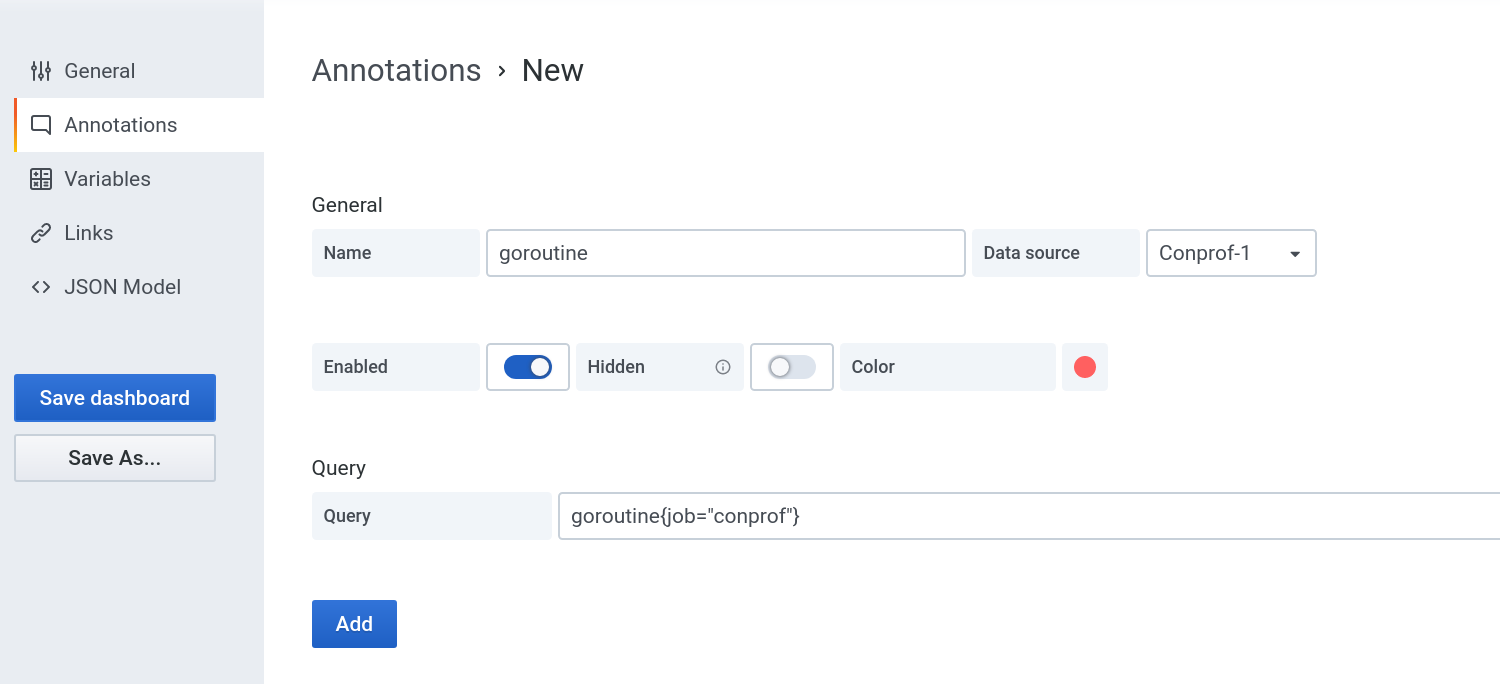 General
Annotations
Variables
Links
JSON Model
Save dashboard
Save As...
Annotations › New
General
Name goroutine Data source Conprof-1
Enabled Hidden Color
Query
Query goroutine{job="conprof"}
Add